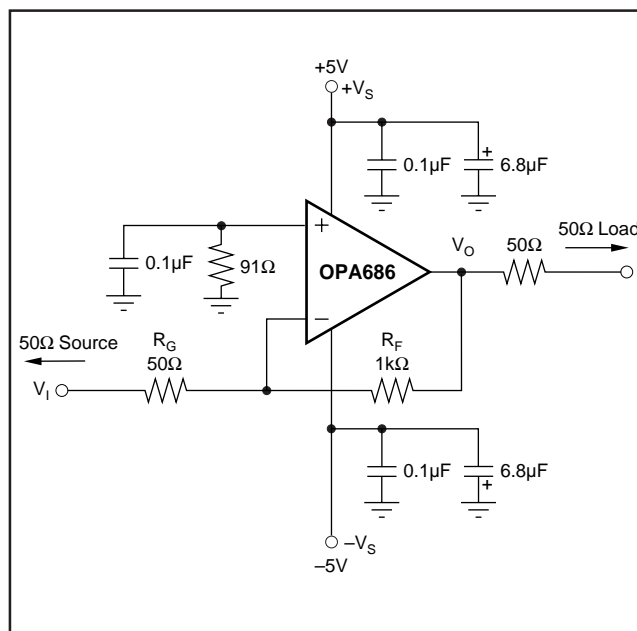 +5V
+V_S
0.1µF
+
6.8µF
+
0.1µF
91Ω
OPA686
V_O
50Ω
50Ω Load
–
50Ω Source
R_G
50Ω
R_F
1kΩ
V_I
0.1µF
6.8µF
+
–V_S
–5V